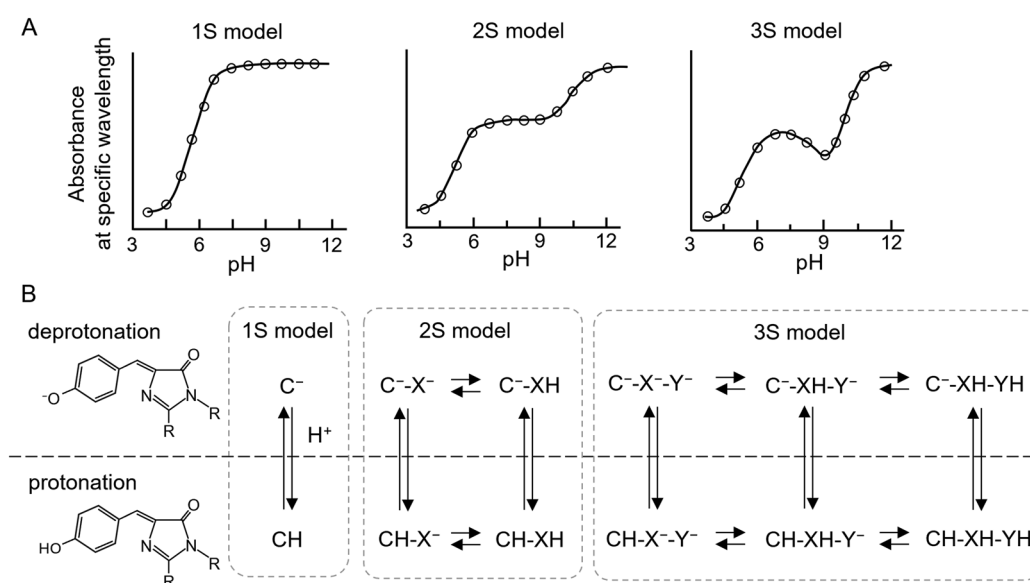 A
1S model
2S model
3S model
Absorbance
at specific wavelength
3 6 9 12
3 6 9 12
3 6 9 12
pH
pH
pH
B
deprotonation
1S model
2S model
3S model
⁻O
N
O
N
R
R
C⁻
C⁻-X⁻
C⁻-XH
C⁻-X⁻-Y⁻
C⁻-XH-Y⁻
C⁻-XH-YH
H⁺
protonation
HO
N
O
N
R
R
CH
CH-X⁻
CH-XH
CH-X⁻-Y⁻
CH-XH-Y⁻
CH-XH-YH